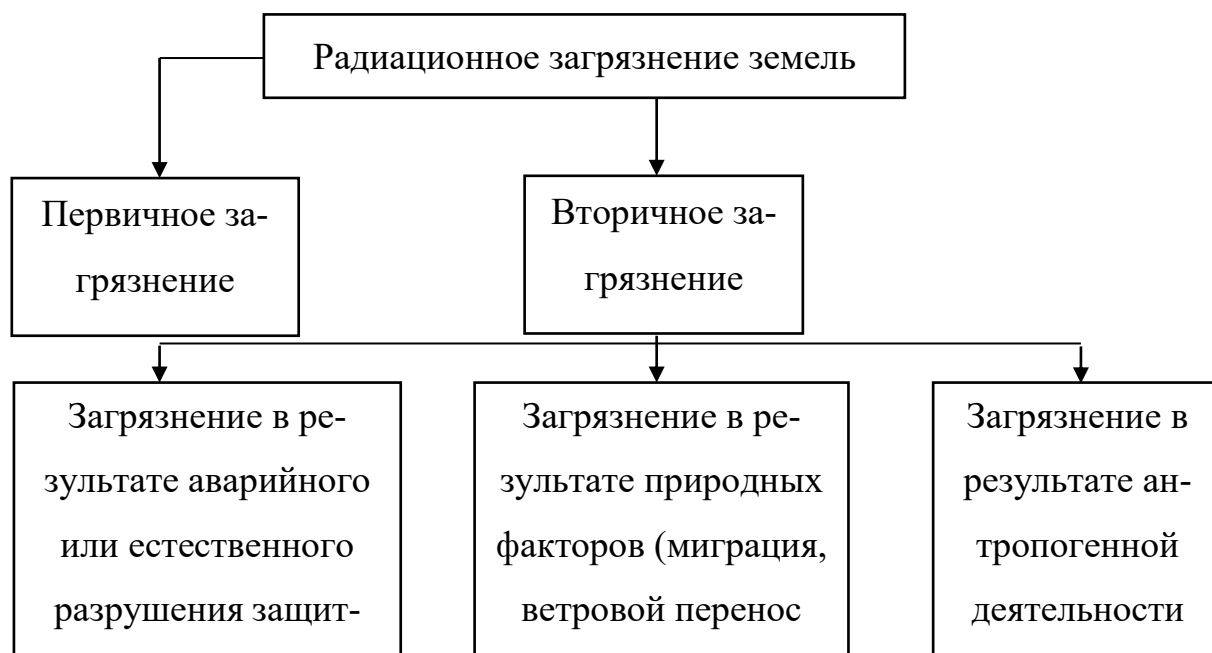 Радиационное загрязнение земель
Первичное за-
грязнение
Вторичное за-
грязнение
Загрязнение в ре-
зультате аварийного
или естественного
разрушения защит-
Загрязнение в ре-
зультате природных
факторов (миграция,
ветровой перенос
Загрязнение в
результате ан-
тропогенной
деятельности